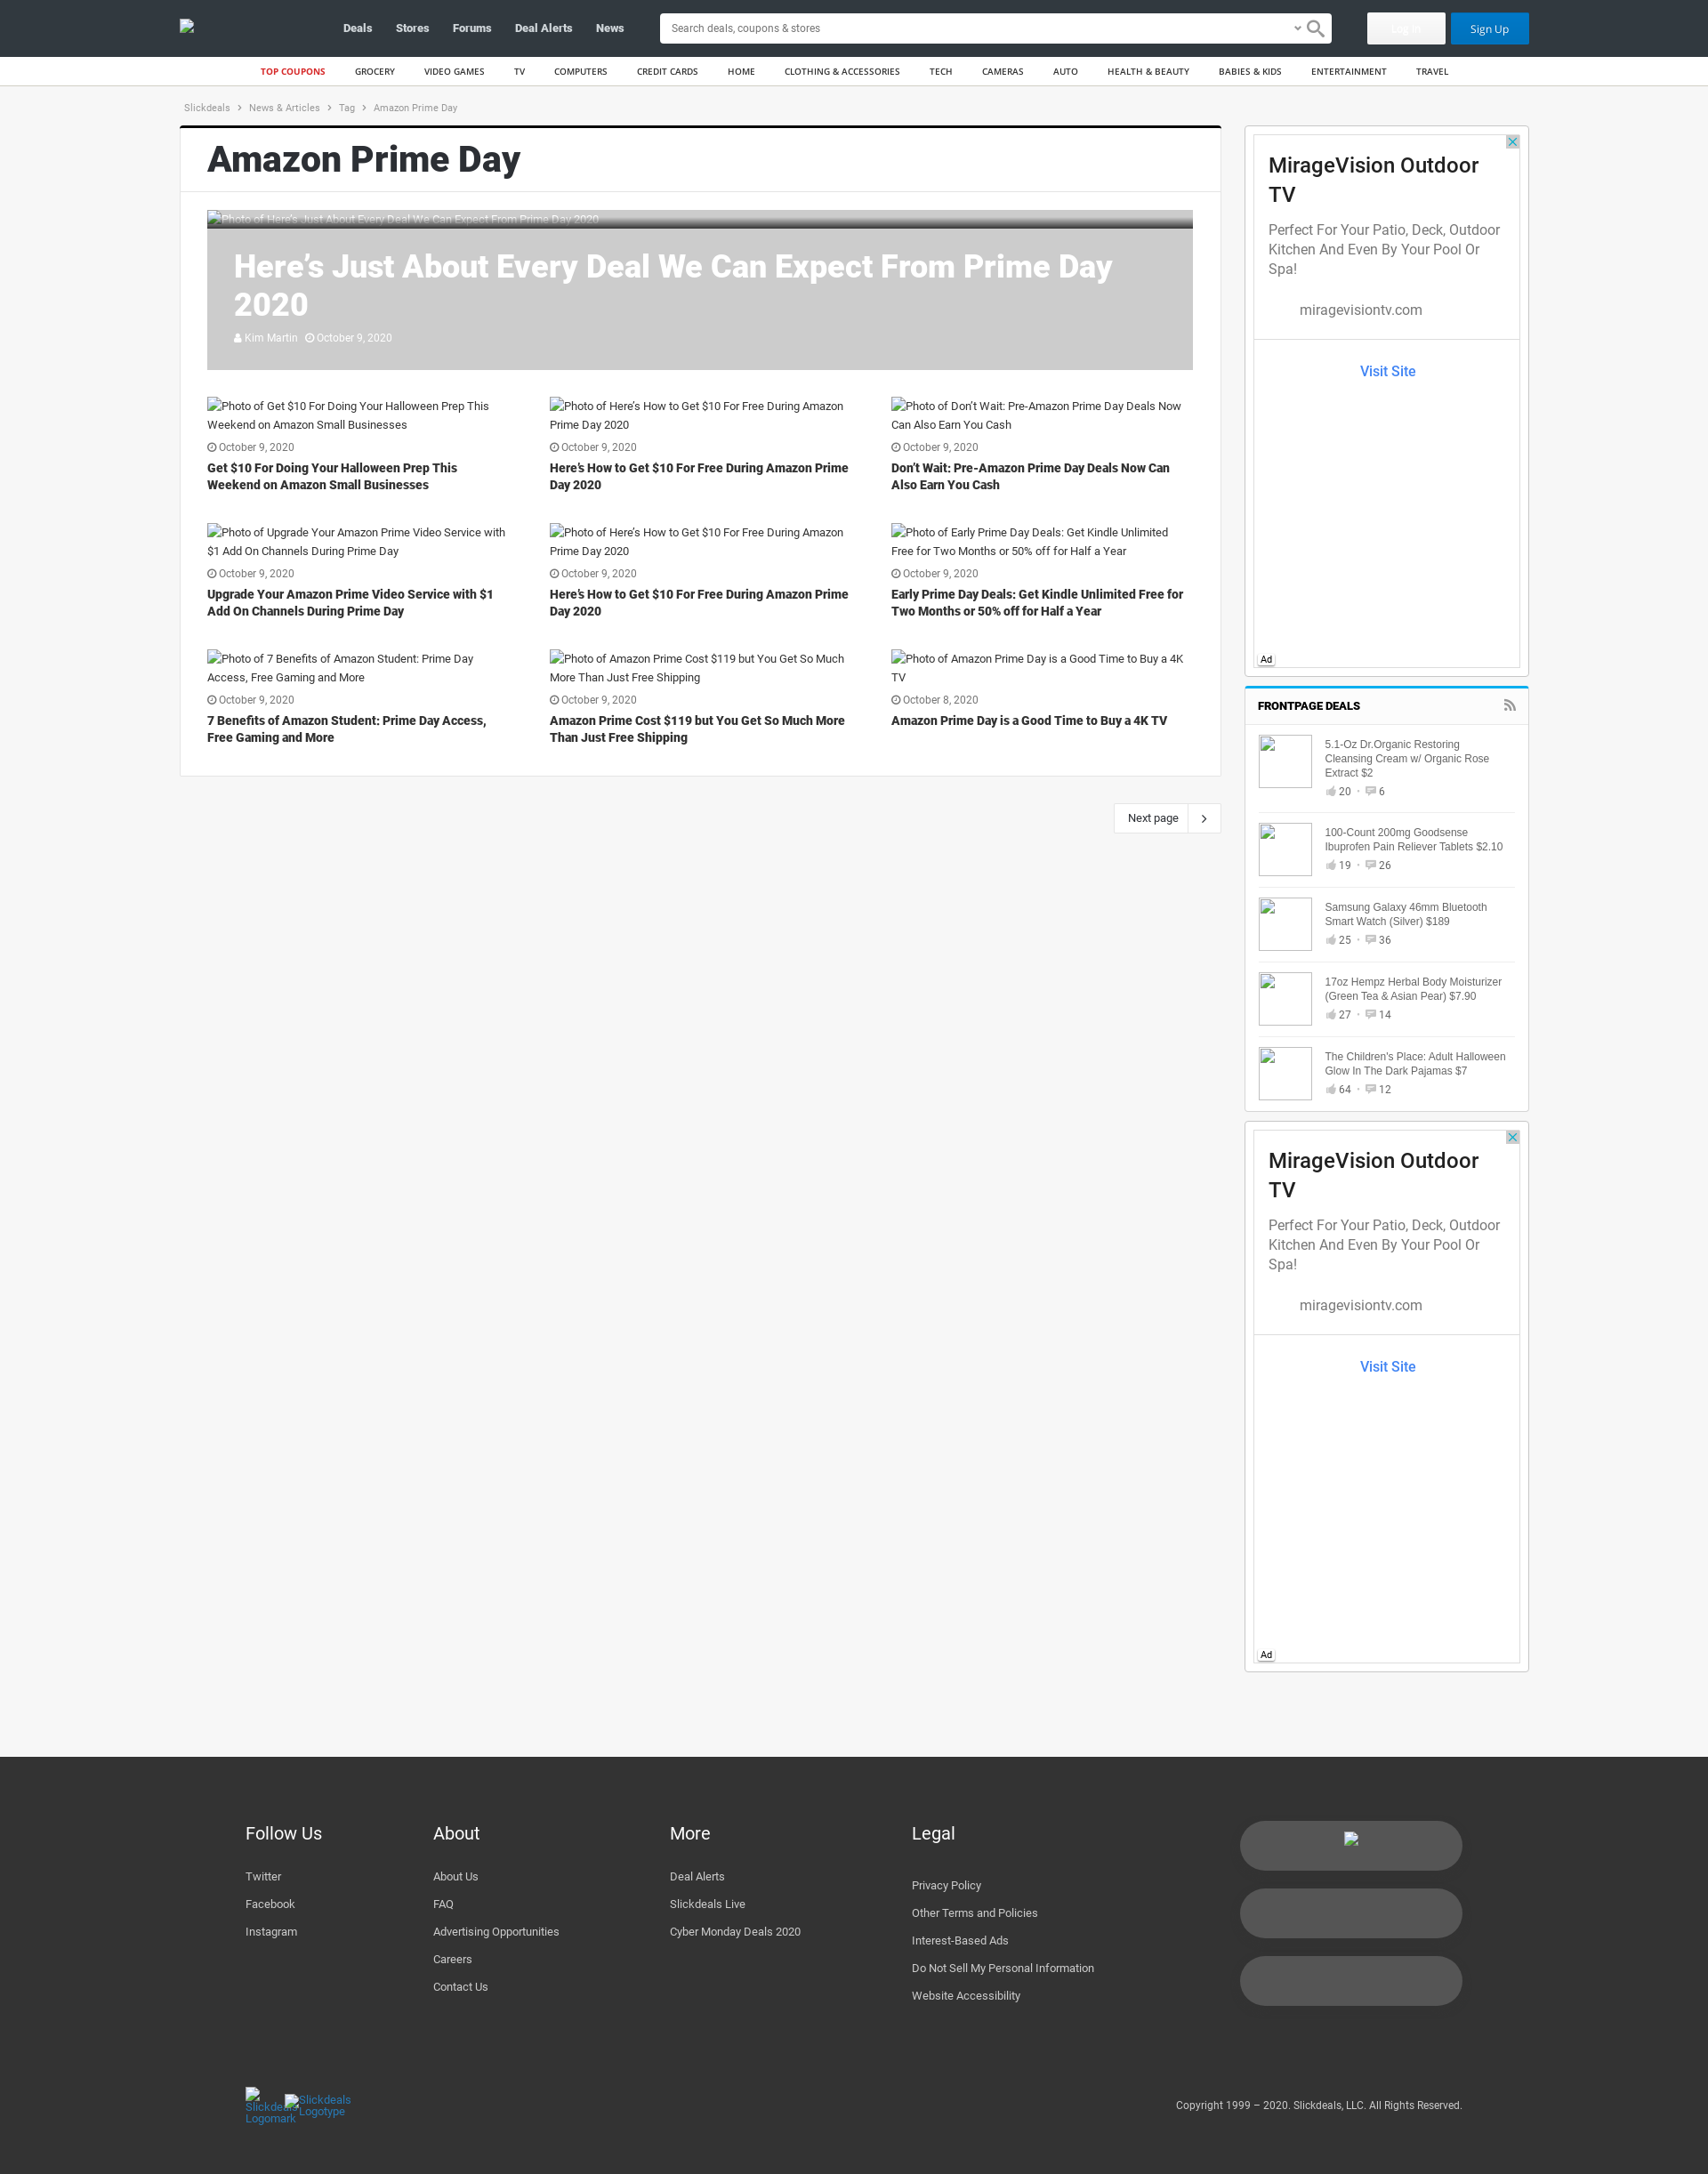 Deals Stores Forums Deal Alerts News Search deals, coupons & stores Log In Sign Up
TOP COUPONS GROCERY VIDEO GAMES TV COMPUTERS CREDIT CARDS HOME CLOTHING & ACCESSORIES TECH CAMERAS AUTO HEALTH & BEAUTY BABIES & KIDS ENTERTAINMENT TRAVEL
Slickdeals > News & Articles > Tag > Amazon Prime Day
Amazon Prime Day
Photo of Here's Just About Every Deal We Can Expect From Prime Day 2020
Here's Just About Every Deal We Can Expect From Prime Day
2020
Kim Martin October 9, 2020
Photo of Get $10 For Doing Your Halloween Prep This
Weekend on Amazon Small Businesses
October 9, 2020
Get $10 For Doing Your Halloween Prep This
Weekend on Amazon Small Businesses
Photo of Here's How to Get $10 For Free During Amazon
Prime Day 2020
October 9, 2020
Here's How to Get $10 For Free During Amazon Prime
Day 2020
Photo of Don't Wait: Pre-Amazon Prime Day Deals Now
Can Also Earn You Cash
October 9, 2020
Don't Wait: Pre-Amazon Prime Day Deals Now Can
Also Earn You Cash
Photo of Upgrade Your Amazon Prime Video Service with
$1 Add On Channels During Prime Day
October 9, 2020
Upgrade Your Amazon Prime Video Service with $1
Add On Channels During Prime Day
Photo of Here's How to Get $10 For Free During Amazon
Prime Day 2020
October 9, 2020
Here's How to Get $10 For Free During Amazon Prime
Day 2020
Photo of Early Prime Day Deals: Get Kindle Unlimited
Free for Two Months or 50% off for Half a Year
October 9, 2020
Early Prime Day Deals: Get Kindle Unlimited Free for
Two Months or 50% off for Half a Year
Photo of 7 Benefits of Amazon Student: Prime Day
Access, Free Gaming and More
October 9, 2020
7 Benefits of Amazon Student: Prime Day Access,
Free Gaming and More
Photo of Amazon Prime Cost $119 but You Get So Much
More Than Just Free Shipping
October 9, 2020
Amazon Prime Cost $119 but You Get So Much More
Than Just Free Shipping
Photo of Amazon Prime Day is a Good Time to Buy a 4K
TV
October 8, 2020
Amazon Prime Day is a Good Time to Buy a 4K TV
Next page
MirageVision Outdoor
TV
Perfect For Your Patio, Deck, Outdoor
Kitchen And Even By Your Pool Or
Spa!
miragevisiontv.com
Visit Site
Ad
FRONTPAGE DEALS
5.1-Oz Dr.Organic Restoring
Cleansing Cream w/ Organic Rose
Extract $2
20 • 6
100-Count 200mg Goodsense
Ibuprofen Pain Reliever Tablets $2.10
19 • 26
Samsung Galaxy 46mm Bluetooth
Smart Watch (Silver) $189
25 • 36
17oz Hempz Herbal Body Moisturizer
(Green Tea & Asian Pear) $7.90
27 • 14
The Children's Place: Adult Halloween
Glow In The Dark Pajamas $7
64 • 12
MirageVision Outdoor
TV
Perfect For Your Patio, Deck, Outdoor
Kitchen And Even By Your Pool Or
Spa!
miragevisiontv.com
Visit Site
Ad
Follow Us
Twitter
Facebook
Instagram
About
About Us
FAQ
Advertising Opportunities
Careers
Contact Us
More
Deal Alerts
Slickdeals Live
Cyber Monday Deals 2020
Legal
Privacy Policy
Other Terms and Policies
Interest-Based Ads
Do Not Sell My Personal Information
Website Accessibility
Slickdeals
Logomark
Slickdeals
Logotype
Copyright 1999 – 2020. Slickdeals, LLC. All Rights Reserved.